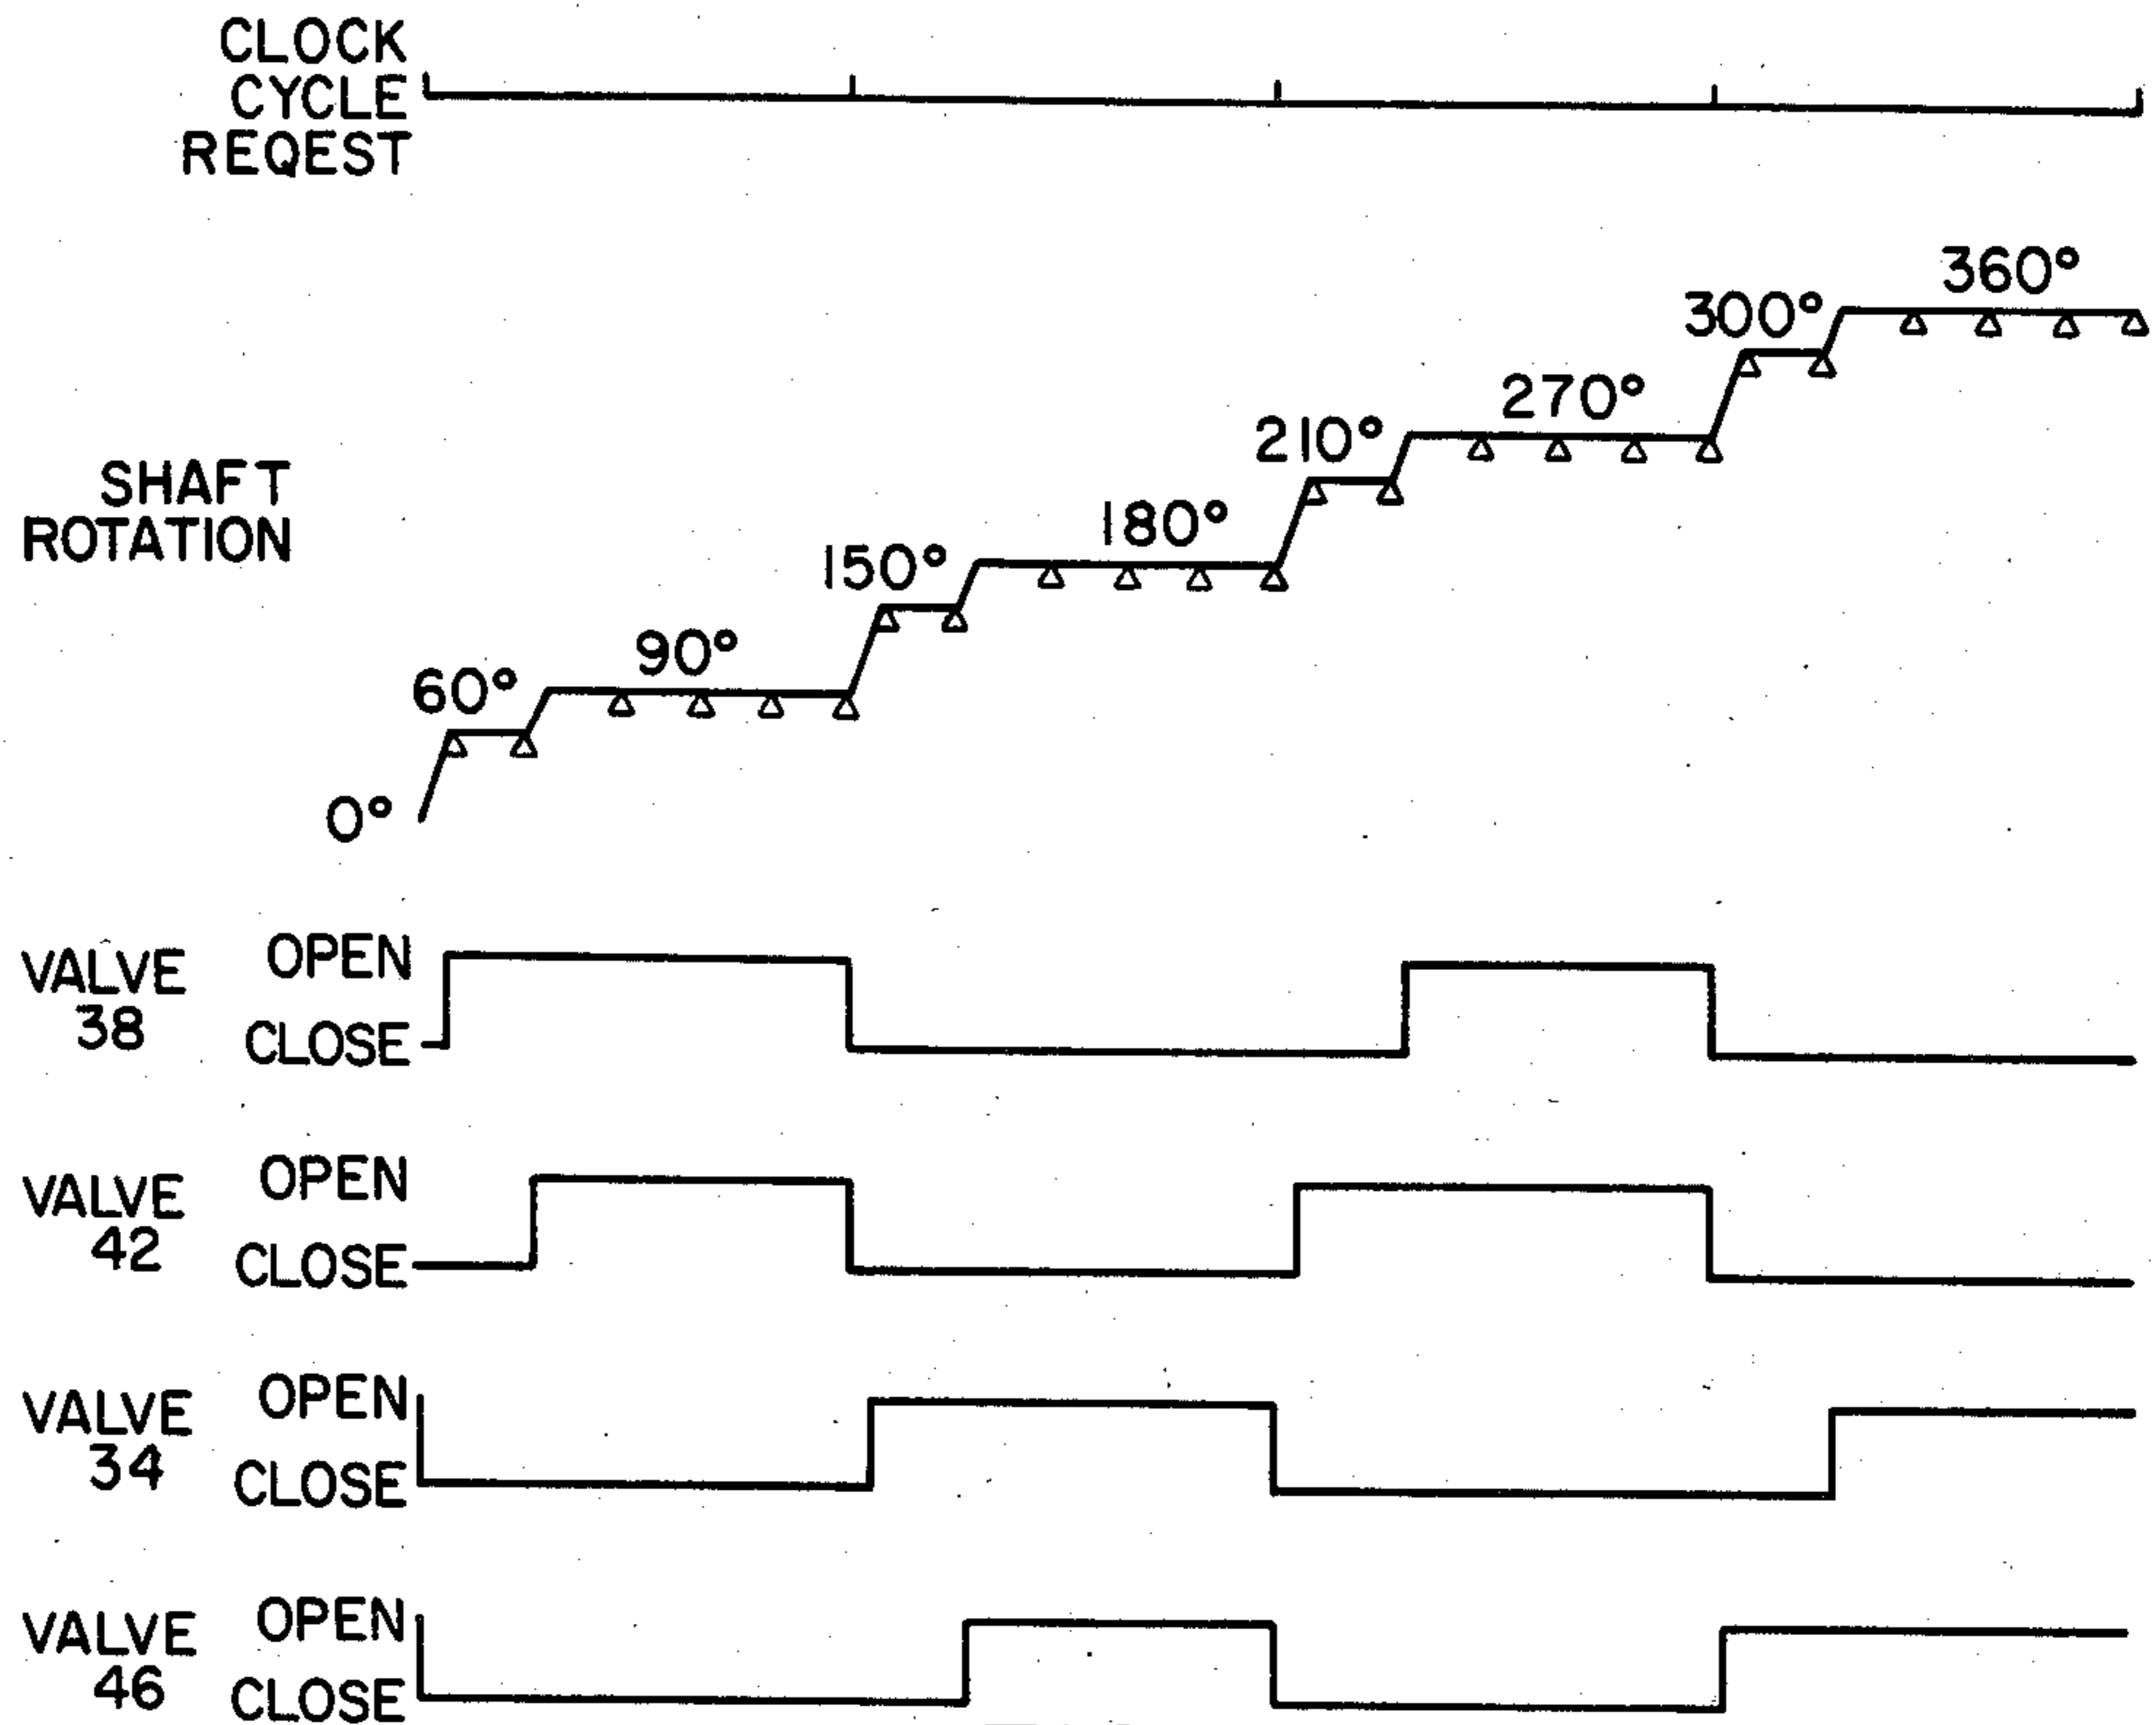 CLOCK
CYCLE
REQEST
360°
300°
270°
210°
SHAFT
ROTATION
180°
150°
90°
60°
0°
VALVE
38
OPEN
CLOSE
VALVE
42
OPEN
CLOSE
VALVE
34
OPEN
CLOSE
VALVE
46
OPEN
CLOSE